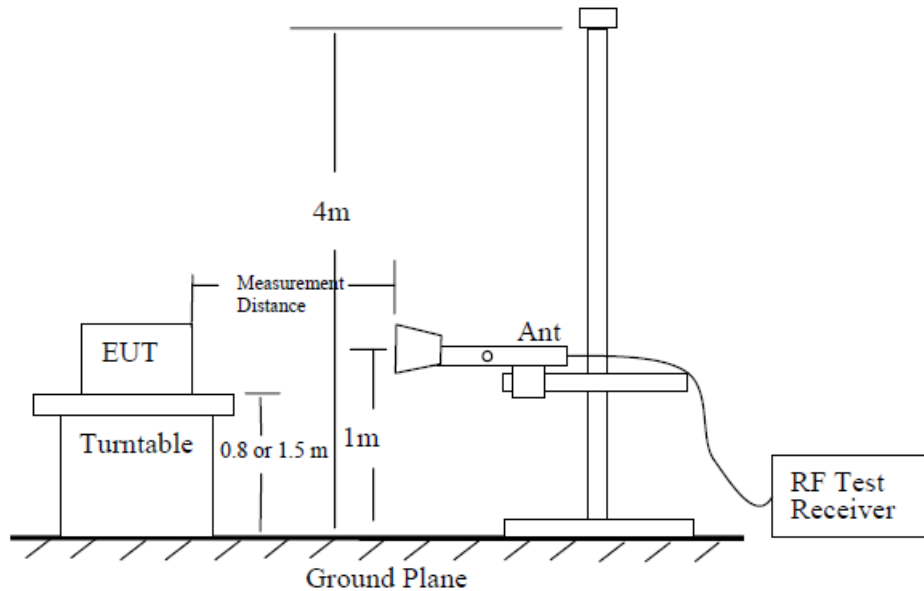 4m
Measurement
Distance
EUT
Ant
Turntable
0.8 or 1.5 m
1m
RF Test
Receiver
Ground Plane